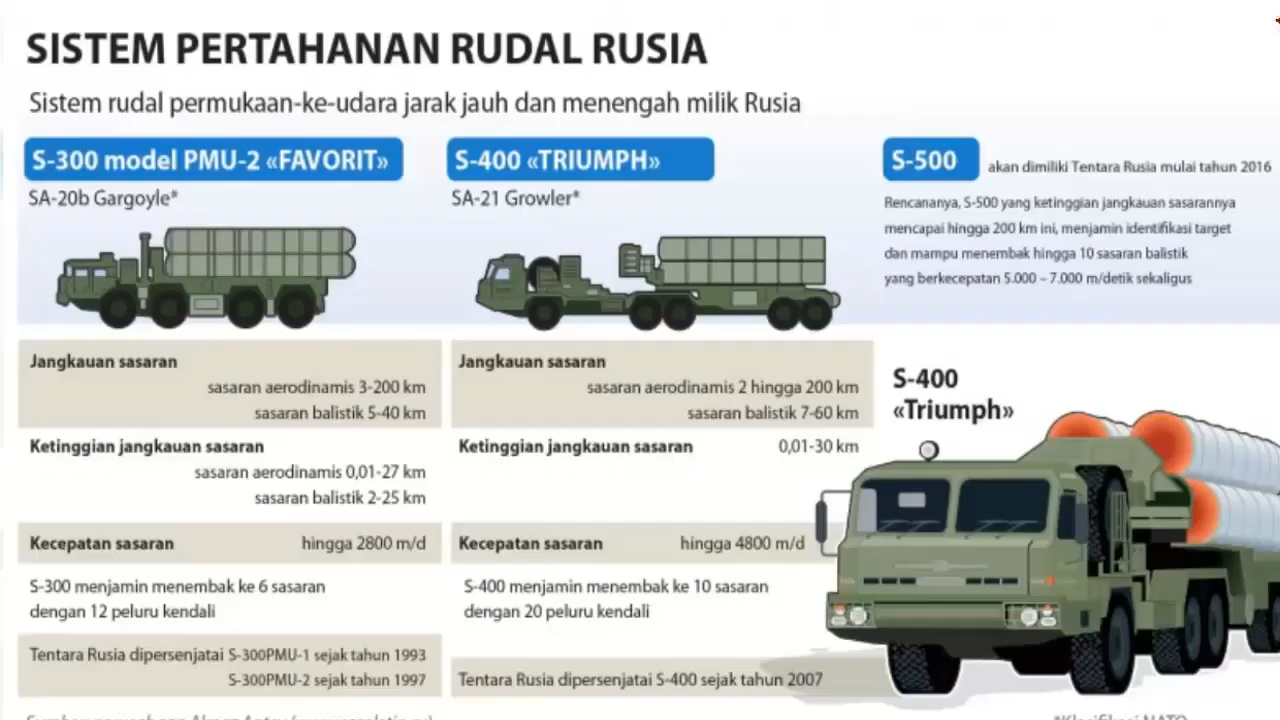 SISTEM PERTAHANAN RUDAL RUSIA
Sistem rudal permukaan-ke-udara jarak jauh dan menengah milik Rusia
S-300 model PMU-2 «FAVORIT»
SA-20b Gargoyle*
Jangkauan sasaran
sasaran aerodinamis 3-200 km
sasaran balistik 5-40 km
Ketinggian jangkauan sasaran
sasaran aerodinamis 0,01-27 km
sasaran balistik 2-25 km
Kecepatan sasaran hingga 2800 m/d
S-300 menjamin menembak ke 6 sasaran
dengan 12 peluru kendali
Tentara Rusia dipersenjatai S-300PMU-1 sejak tahun 1993
S-300PMU-2 sejak tahun 1997
S-400 «TRIUMPH»
SA-21 Growler*
Jangkauan sasaran
sasaran aerodinamis 2 hingga 200 km
sasaran balistik 7-60 km
Ketinggian jangkauan sasaran 0,01-30 km
Kecepatan sasaran hingga 4800 m/d
S-400 menjamin menembak ke 10 sasaran
dengan 20 peluru kendali
Tentara Rusia dipersenjatai S-400 sejak tahun 2007
S-500 akan dimiliki Tentara Rusia mulai tahun 2016
Rencananya, S-500 yang ketinggian jangkauan sasarannya
mencapai hingga 200 km ini, menjamin identifikasi target
dan mampu menembak hingga 10 sasaran balistik
yang berkecepatan 5.000 – 7.000 m/detik sekaligus
S-400
«Triumph»
*Klasifikasi NATO